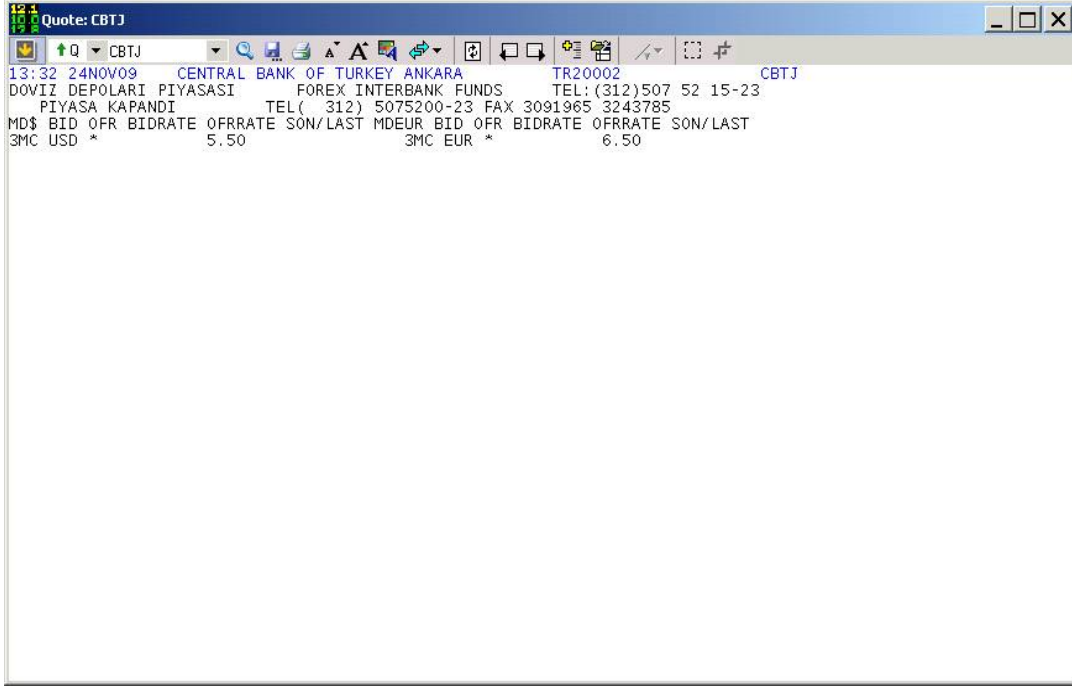 Quote: CBTJ
Q CBTJ
13:32 24NOV09 CENTRAL BANK OF TURKEY ANKARA TR20002 CBTJ
DOVIZ DEPOLARI PIYASASI FOREX INTERBANK FUNDS TEL:(312)507 52 15-23
PIYASA KAPANDI TEL( 312) 5075200-23 FAX 3091965 3243785
MD$ BID OFR BIDRATE OFRRATE SON/LAST MDEUR BID OFR BIDRATE OFRRATE SON/LAST
3MC USD * 5.50 3MC EUR * 6.50